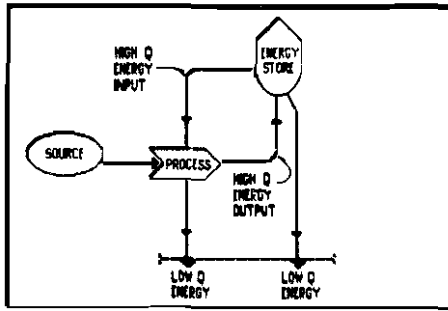 HIGH Q
ENERGY
INPUT
ENERGY
STORE
SOURCE
PROCESS
HIGH Q
ENERGY
OUTPUT
LOW Q
ENERGY
LOW Q
ENERGY